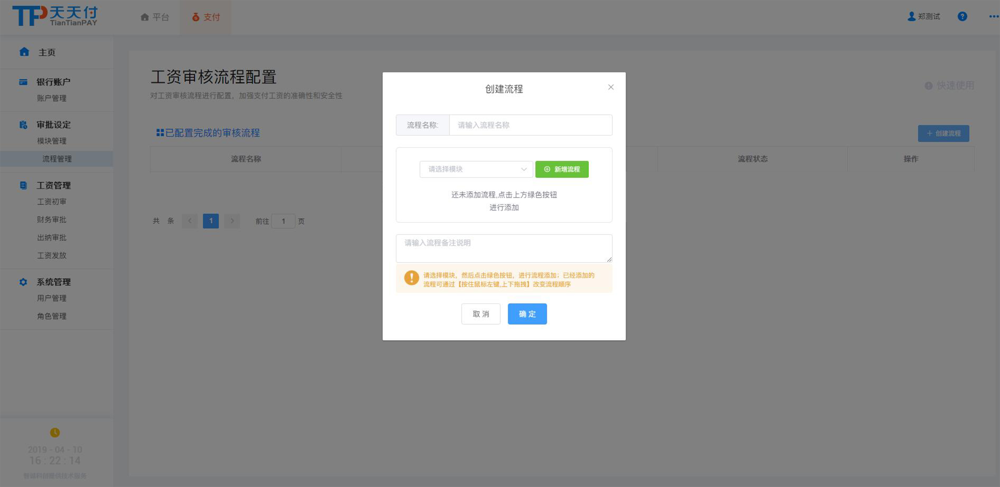 天天付
TianTianPAY
平台
支付
郑测试
主页
银行账户
账户管理
审批设定
模块管理
流程管理
工资管理
工资初审
财务审批
出纳审批
工资发放
系统管理
用户管理
角色管理
2019 - 04 - 10
16 : 22 : 14
智诚科创提供技术服务
工资审核流程配置
对工资审核流程进行配置，加强支付工资的准确性和安全性
快速使用
已配置完成的审核流程
+ 创建流程
流程名称
流程状态
操作
共 条 < 1 > 前往 1 页
创建流程
流程名称: 请输入流程名称
请选择模块
新增流程
还未添加流程,点击上方绿色按钮
进行添加
请输入流程备注说明
请选择模块，然后点击绿色按钮，进行流程添加；已经添加的
流程可通过【按住鼠标左键,上下拖拽】改变流程顺序
取 消
确 定